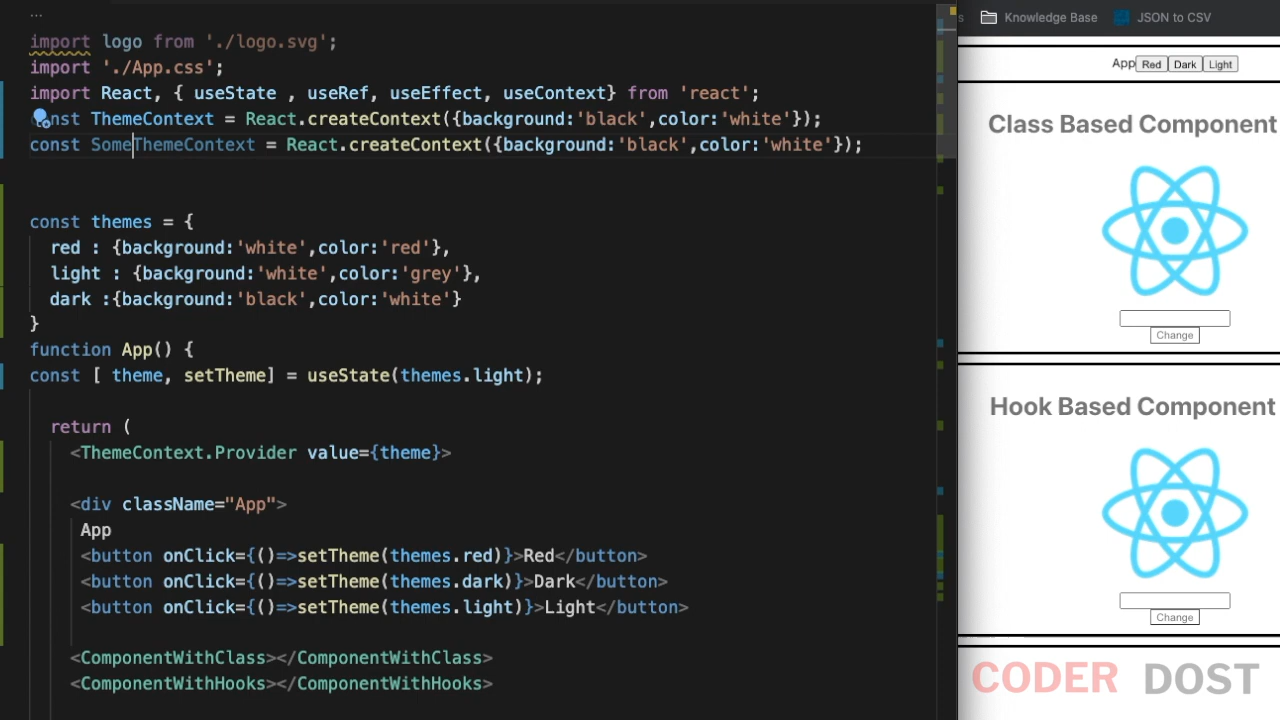 ...
import logo from './logo.svg';
import './App.css';
import React, { useState , useRef, useEffect, useContext} from 'react';
const ThemeContext = React.createContext({background:'black',color:'white'});
const SomeThemeContext = React.createContext({background:'black',color:'white'});
const themes = {
red : {background:'white',color:'red'},
light : {background:'white',color:'grey'},
dark :{background:'black',color:'white'}
}
function App() {
const [ theme, setTheme] = useState(themes.light);
return (
<ThemeContext.Provider value={theme}>
<div className="App">
App
<button onClick={()=>setTheme(themes.red)}>Red</button>
<button onClick={()=>setTheme(themes.dark)}>Dark</button>
<button onClick={()=>setTheme(themes.light)}>Light</button>
<ComponentWithClass></ComponentWithClass>
<ComponentWithHooks></ComponentWithHooks>
s Knowledge Base JSON to CSV
App Red Dark Light
Class Based Component
Change
Hook Based Component
Change
CODER DOST